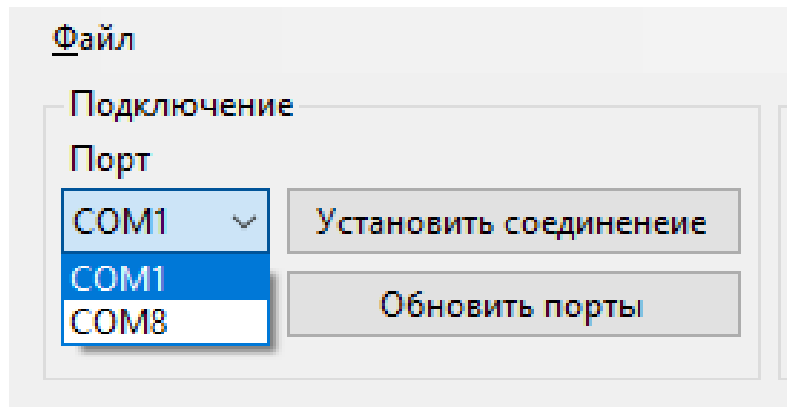 Файл
Подключение
Порт
COM1 Установить соединенеие
COM1
COM8
Обновить порты